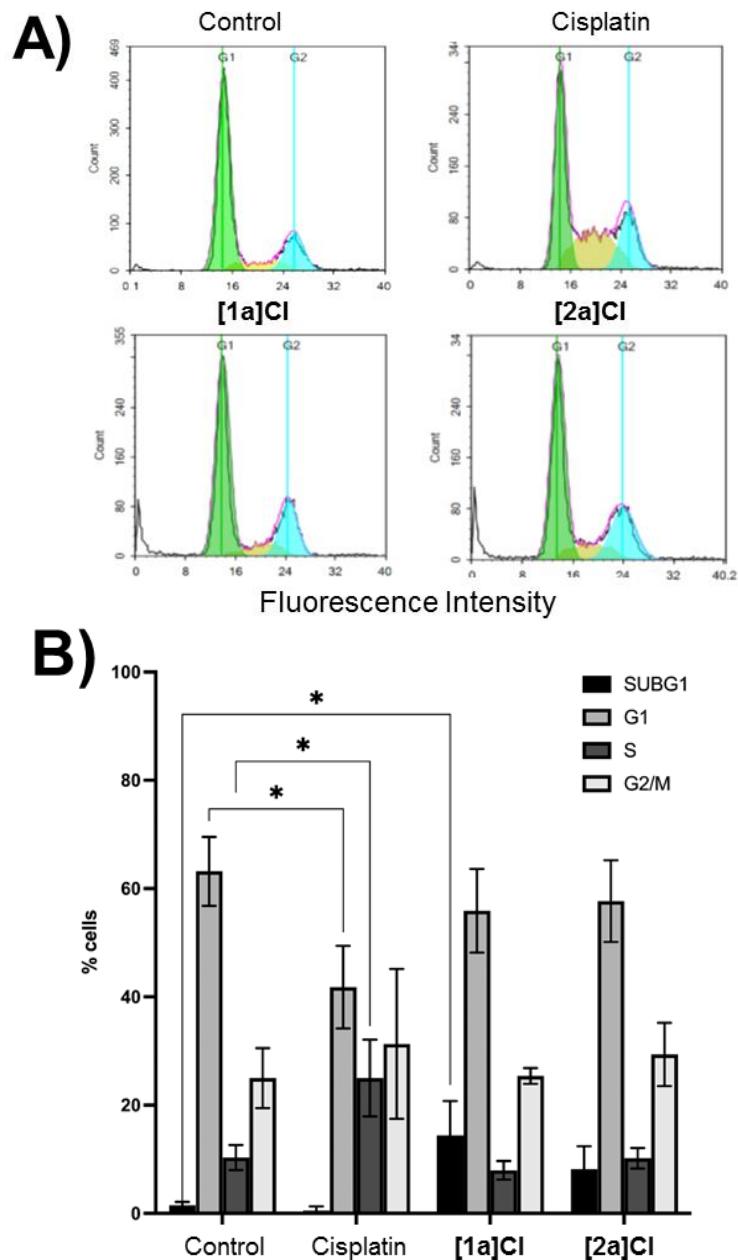 A)
Control
Cisplatin
469
400
300
200
100
0
Count
G1
G2
0.1
8
16
24
32
40
34
240
160
80
0
Count
G1
G2
0
8
16
24
32
40
[1a]Cl
[2a]Cl
355
240
160
80
0
Count
G1
G2
0
8
16
24
32
40
34
240
160
80
0
Count
G1
G2
0
8
16
24
32
40.2
Fluorescence Intensity
B)
100
80
60
40
20
0
% cells
*
*
*
SUBG1
G1
S
G2/M
Control
Cisplatin
[1a]Cl
[2a]Cl